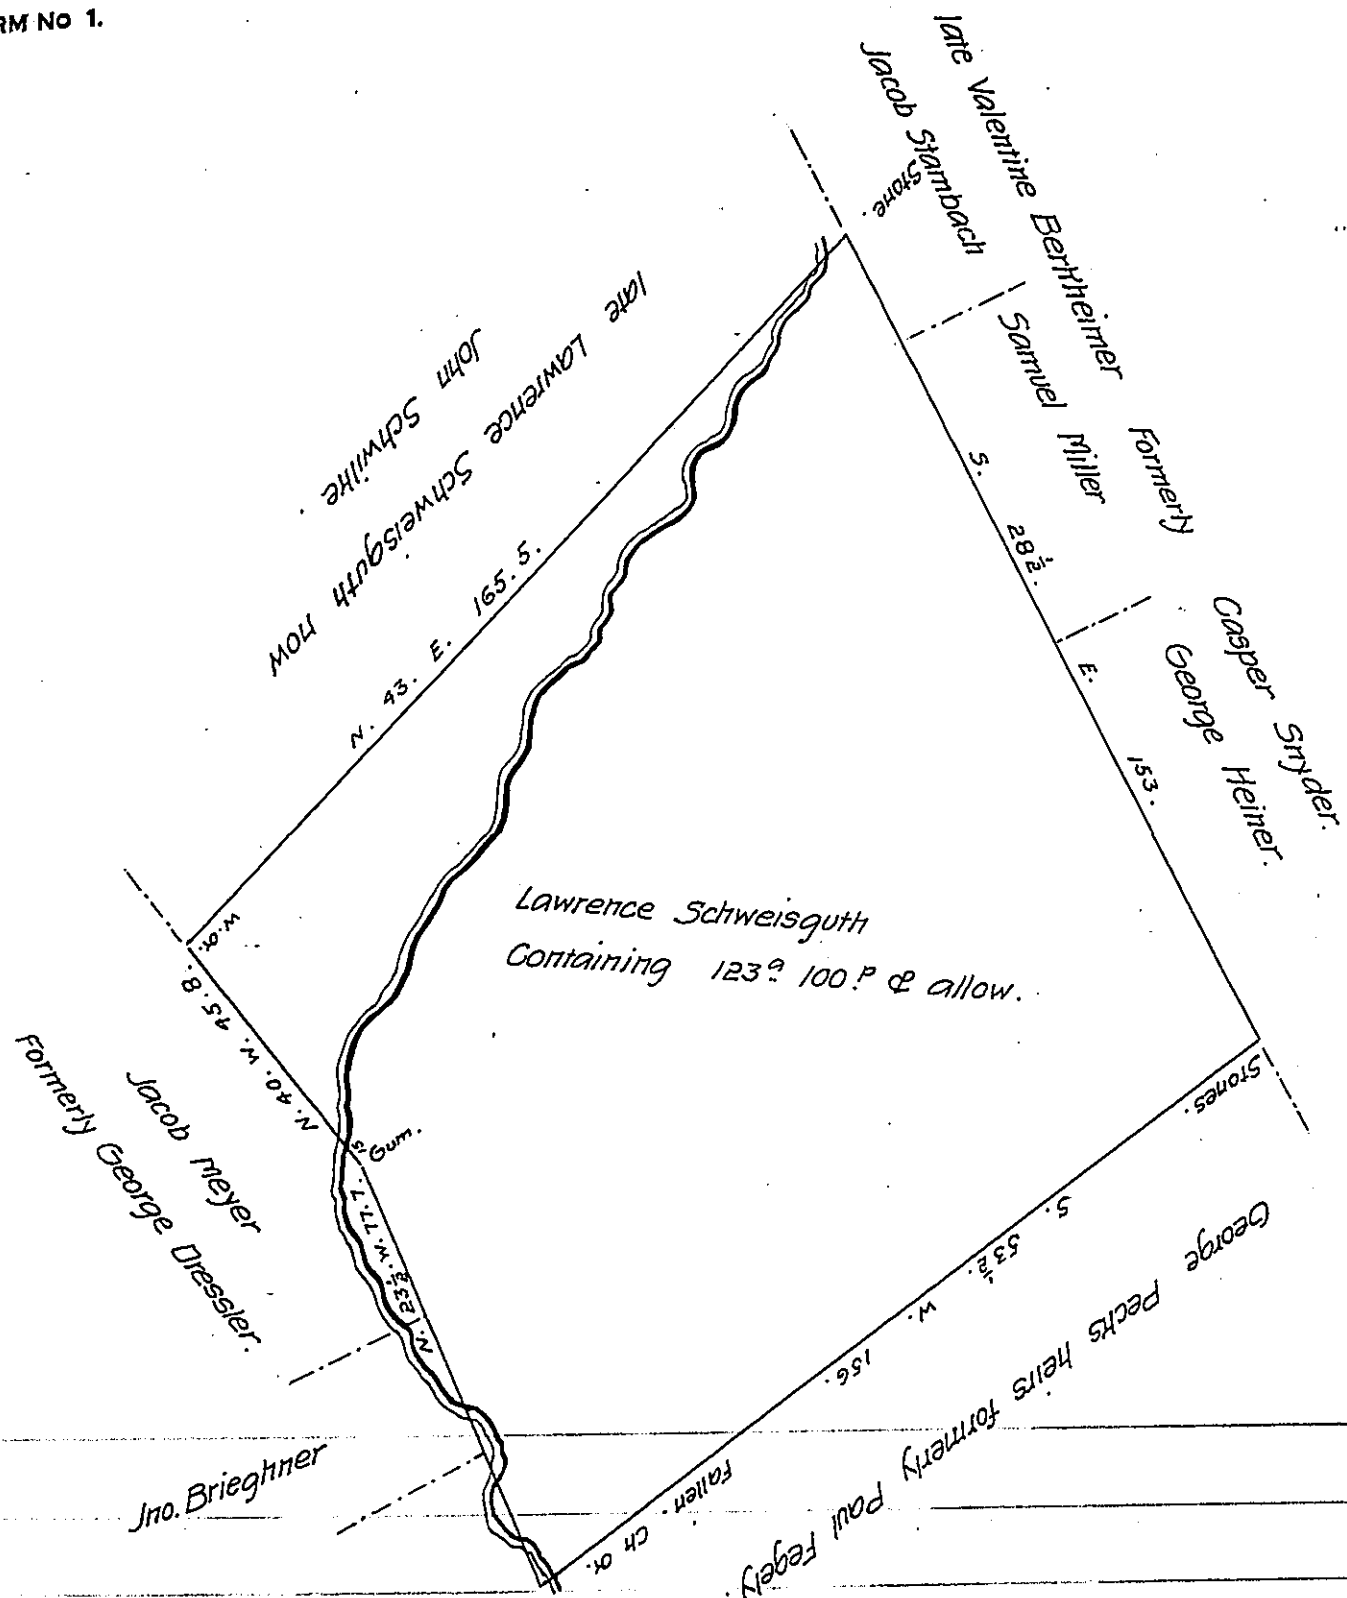 RM No 1.
late Valentine Berkheimer Formerly Casper Snyder.
Jacob Stambach
Stone.
Samuel Miller
George Heiner.
late Lawrence Schweisguth now
John Schwilke.
N. 43. E. 165.5.
S. 28½. E. 153.
Lawrence Schweisguth
Containing 123a. 100p. & allow.
w.o.
N. 40. W. 45.8.
Jacob Meyer
Formerly George Dressler.
Gum.
N. 23½. W. 77.7.
Stones.
S. 53½. W. 156.
George Pecks heirs formerly Paul Fegely.
Fallen. Ch O.
Jno. Brieghner